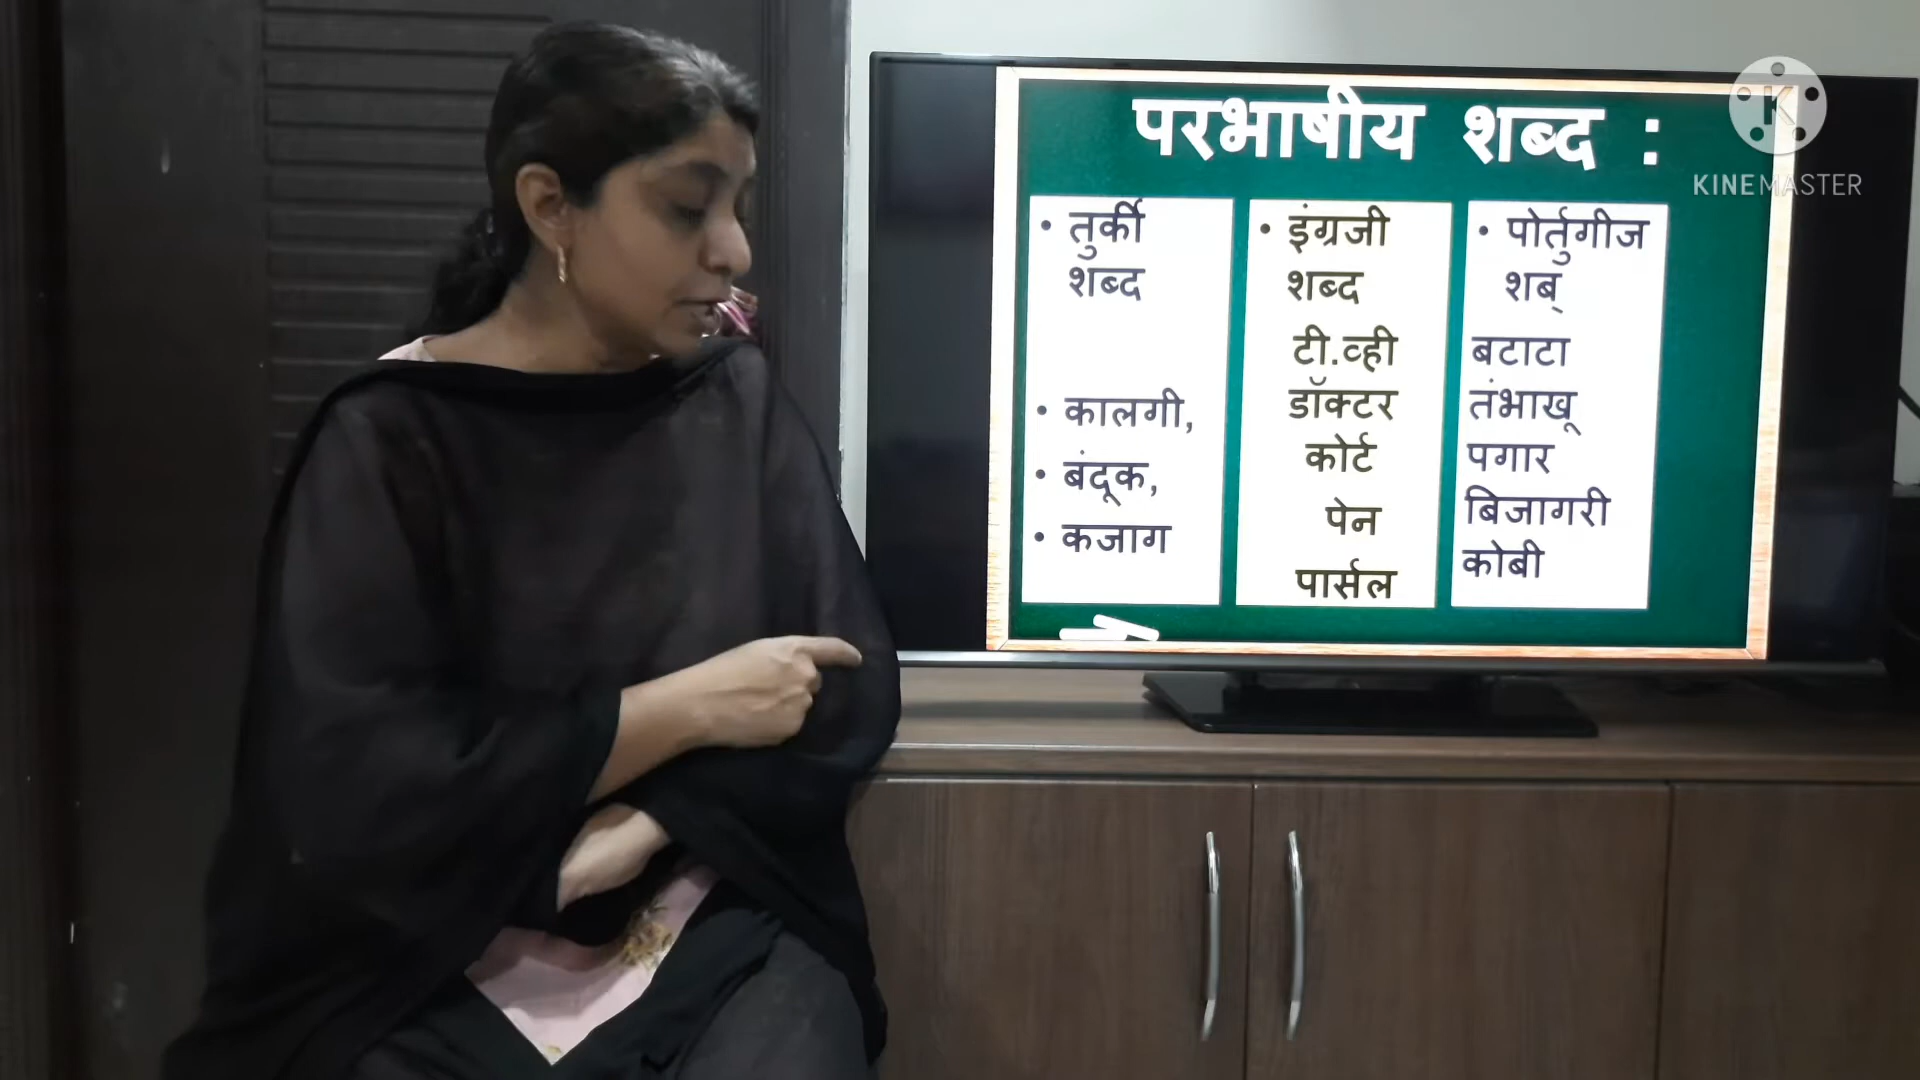 परभाषीय शब्द :
• तुर्की
शब्द
• कालगी,
• बंदूक,
• कजाग
• इंग्रजी
शब्द
टी.व्ही
डॉक्टर
कोर्ट
पेन
पार्सल
• पोर्तुगीज
शब्
बटाटा
तंभाखू
पगार
बिजागरी
कोबी
K
KINEMASTER